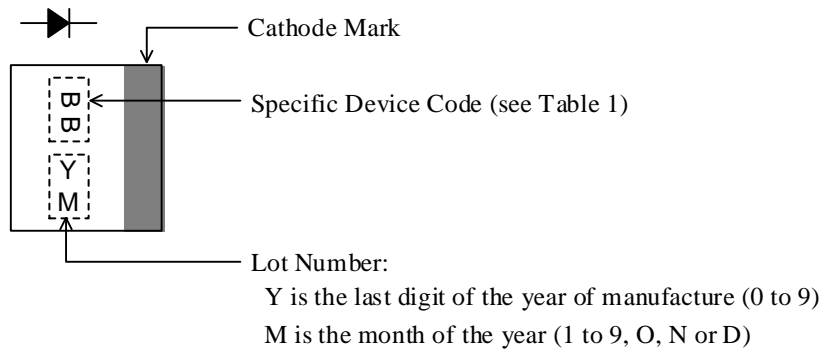 Cathode Mark
B B
Specific Device Code (see Table 1)
Y
M
Lot Number:
Y is the last digit of the year of manufacture (0 to 9)
M is the month of the year (1 to 9, O, N or D)